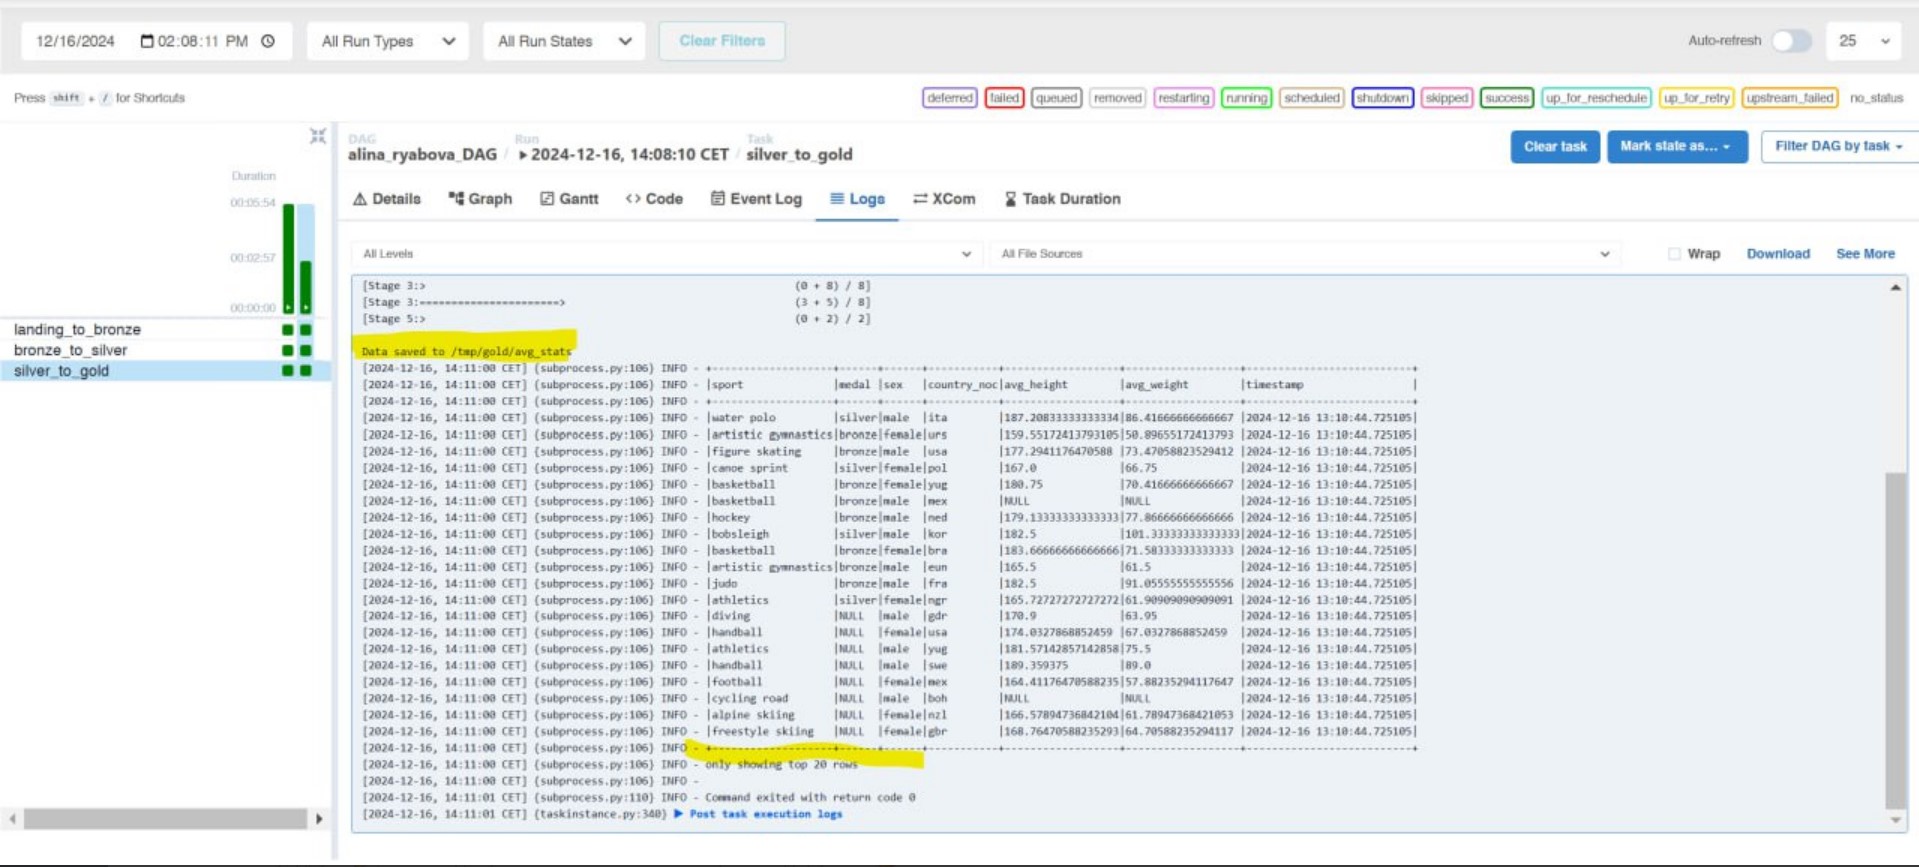 12/16/2024 02:08:11 PM All Run Types All Run States Clear Filters Auto-refresh 25
Press shift + / for Shortcuts deferred failed queued removed restarting running scheduled shutdown skipped success up_for_reschedule up_for_retry upstream_failed no_status
DAG Run Task
alina_ryabova_DAG / 2024-12-16, 14:08:10 CET / silver_to_gold Clear task Mark state as... Filter DAG by task
Duration
00:05:54
00:02:57
00:00:00
landing_to_bronze
bronze_to_silver
silver_to_gold
Details Graph Gantt <> Code Event Log Logs XCom Task Duration
All Levels All File Sources Wrap Download See More
[Stage 3:> (0 + 8) / 8]
[Stage 3:======================> (3 + 5) / 8]
[Stage 5:> (0 + 2) / 2]
Data saved to /tmp/gold/avg_stats
[2024-12-16, 14:11:00 CET] {subprocess.py:106} INFO - +--------------------+------+------+-----------+------------------+------------------+--------------------------+
[2024-12-16, 14:11:00 CET] {subprocess.py:106} INFO - |sport |medal |sex |country_noc|avg_height |avg_weight |timestamp |
[2024-12-16, 14:11:00 CET] {subprocess.py:106} INFO - +--------------------+------+------+-----------+------------------+------------------+--------------------------+
[2024-12-16, 14:11:00 CET] {subprocess.py:106} INFO - |water polo |silver|male |ita |187.20833333333334|86.41666666666667 |2024-12-16 13:10:44.725105|
[2024-12-16, 14:11:00 CET] {subprocess.py:106} INFO - |artistic gymnastics|bronze|female|urs |159.55172413793105|50.89655172413793 |2024-12-16 13:10:44.725105|
[2024-12-16, 14:11:00 CET] {subprocess.py:106} INFO - |figure skating |bronze|male |usa |177.2941176470588 |73.47058823529412 |2024-12-16 13:10:44.725105|
[2024-12-16, 14:11:00 CET] {subprocess.py:106} INFO - |canoe sprint |silver|female|pol |167.0 |66.75 |2024-12-16 13:10:44.725105|
[2024-12-16, 14:11:00 CET] {subprocess.py:106} INFO - |basketball |bronze|female|yug |180.75 |70.41666666666667 |2024-12-16 13:10:44.725105|
[2024-12-16, 14:11:00 CET] {subprocess.py:106} INFO - |basketball |bronze|male |mex |NULL |NULL |2024-12-16 13:10:44.725105|
[2024-12-16, 14:11:00 CET] {subprocess.py:106} INFO - |hockey |bronze|male |ned |179.13333333333333|77.86666666666666 |2024-12-16 13:10:44.725105|
[2024-12-16, 14:11:00 CET] {subprocess.py:106} INFO - |bobsleigh |silver|male |kor |182.5 |101.33333333333333|2024-12-16 13:10:44.725105|
[2024-12-16, 14:11:00 CET] {subprocess.py:106} INFO - |basketball |bronze|female|bra |183.66666666666666|71.58333333333333 |2024-12-16 13:10:44.725105|
[2024-12-16, 14:11:00 CET] {subprocess.py:106} INFO - |artistic gymnastics|bronze|male |eun |165.5 |61.5 |2024-12-16 13:10:44.725105|
[2024-12-16, 14:11:00 CET] {subprocess.py:106} INFO - |judo |bronze|male |fra |182.5 |91.05555555555556 |2024-12-16 13:10:44.725105|
[2024-12-16, 14:11:00 CET] {subprocess.py:106} INFO - |athletics |silver|female|ngr |165.72727272727272|61.90909090909091 |2024-12-16 13:10:44.725105|
[2024-12-16, 14:11:00 CET] {subprocess.py:106} INFO - |diving |NULL |male |gdr |170.9 |63.95 |2024-12-16 13:10:44.725105|
[2024-12-16, 14:11:00 CET] {subprocess.py:106} INFO - |handball |NULL |female|usa |174.0327868852459 |67.0327868852459 |2024-12-16 13:10:44.725105|
[2024-12-16, 14:11:00 CET] {subprocess.py:106} INFO - |athletics |NULL |male |yug |181.57142857142858|75.5 |2024-12-16 13:10:44.725105|
[2024-12-16, 14:11:00 CET] {subprocess.py:106} INFO - |handball |NULL |male |swe |189.359375 |89.0 |2024-12-16 13:10:44.725105|
[2024-12-16, 14:11:00 CET] {subprocess.py:106} INFO - |football |NULL |female|mex |164.41176470588235|57.88235294117647 |2024-12-16 13:10:44.725105|
[2024-12-16, 14:11:00 CET] {subprocess.py:106} INFO - |cycling road |NULL |male |boh |NULL |NULL |2024-12-16 13:10:44.725105|
[2024-12-16, 14:11:00 CET] {subprocess.py:106} INFO - |alpine skiing |NULL |female|nzl |166.57894736842104|61.78947368421053 |2024-12-16 13:10:44.725105|
[2024-12-16, 14:11:00 CET] {subprocess.py:106} INFO - |freestyle skiing |NULL |female|gbr |168.76470588235293|64.70588235294117 |2024-12-16 13:10:44.725105|
[2024-12-16, 14:11:00 CET] {subprocess.py:106} INFO - +--------------------+------+------+-----------+------------------+------------------+--------------------------+
[2024-12-16, 14:11:00 CET] {subprocess.py:106} INFO - only showing top 20 rows
[2024-12-16, 14:11:00 CET] {subprocess.py:106} INFO -
[2024-12-16, 14:11:01 CET] {subprocess.py:110} INFO - Command exited with return code 0
[2024-12-16, 14:11:01 CET] {taskinstance.py:340} ▶ Post task execution logs